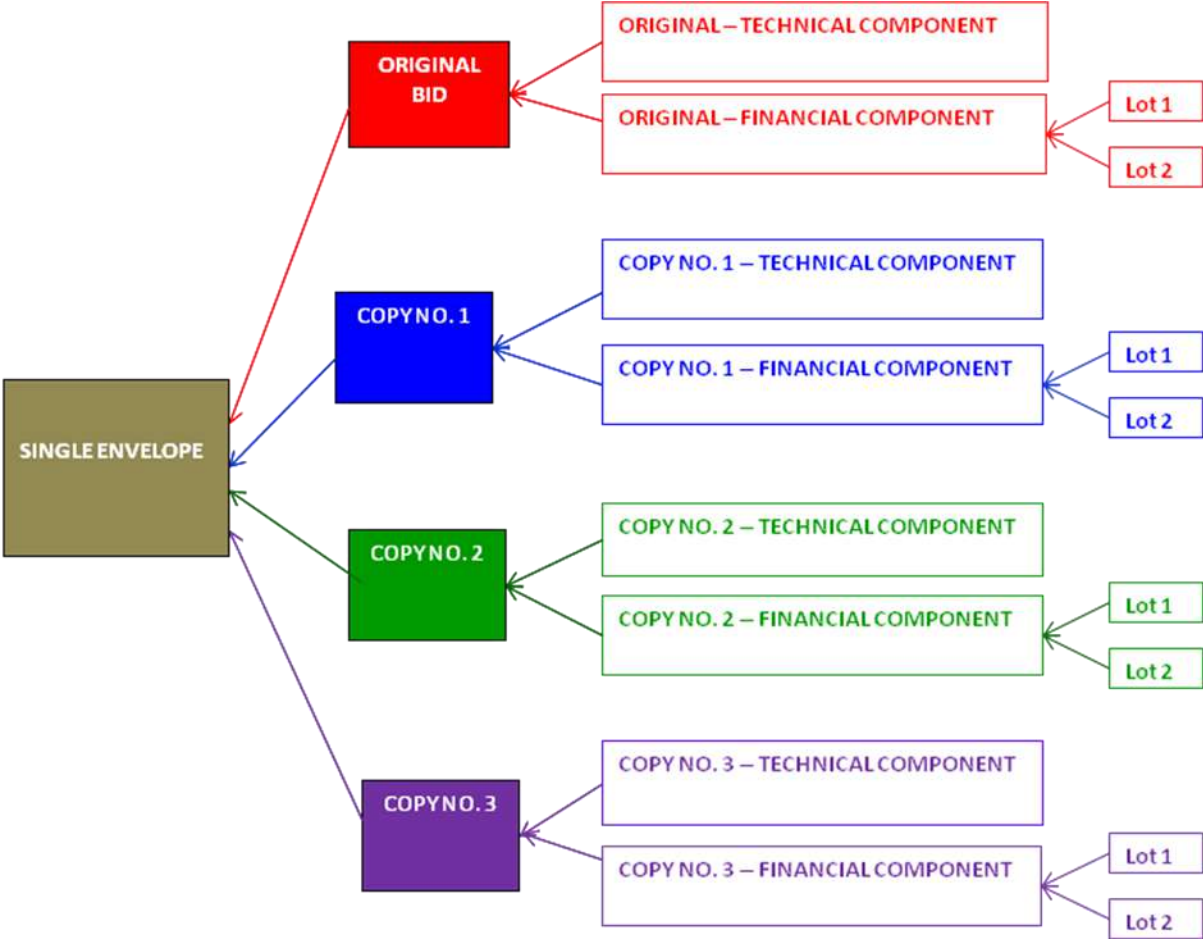 ORIGINAL – TECHNICAL COMPONENT
ORIGINAL
BID
ORIGINAL – FINANCIAL COMPONENT
Lot 1
Lot 2
COPY NO. 1 – TECHNICAL COMPONENT
COPY NO. 1
COPY NO. 1 – FINANCIAL COMPONENT
Lot 1
Lot 2
SINGLE ENVELOPE
COPY NO. 2 – TECHNICAL COMPONENT
COPY NO. 2
COPY NO. 2 – FINANCIAL COMPONENT
Lot 1
Lot 2
COPY NO. 3 – TECHNICAL COMPONENT
COPY NO. 3
COPY NO. 3 – FINANCIAL COMPONENT
Lot 1
Lot 2